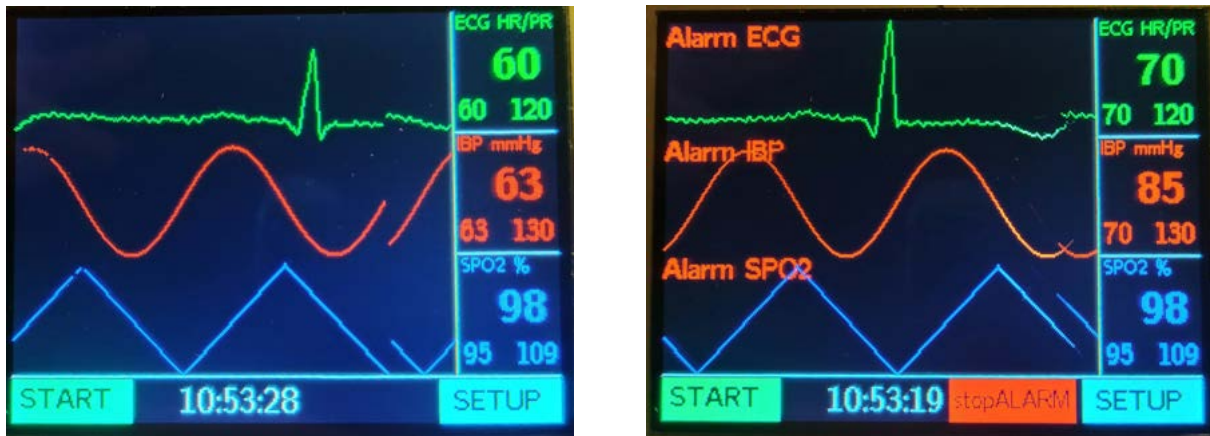 ECG HR/PR
60
60 120
IBP mmHg
63
63 130
SPO2 %
98
95 109
START 10:53:28 SETUP
Alarm ECG
ECG HR/PR
70
70 120
Alarm IBP
IBP mmHg
85
70 130
Alarm SPO2
SPO2 %
98
95 109
START 10:53:19 stopALARM SETUP